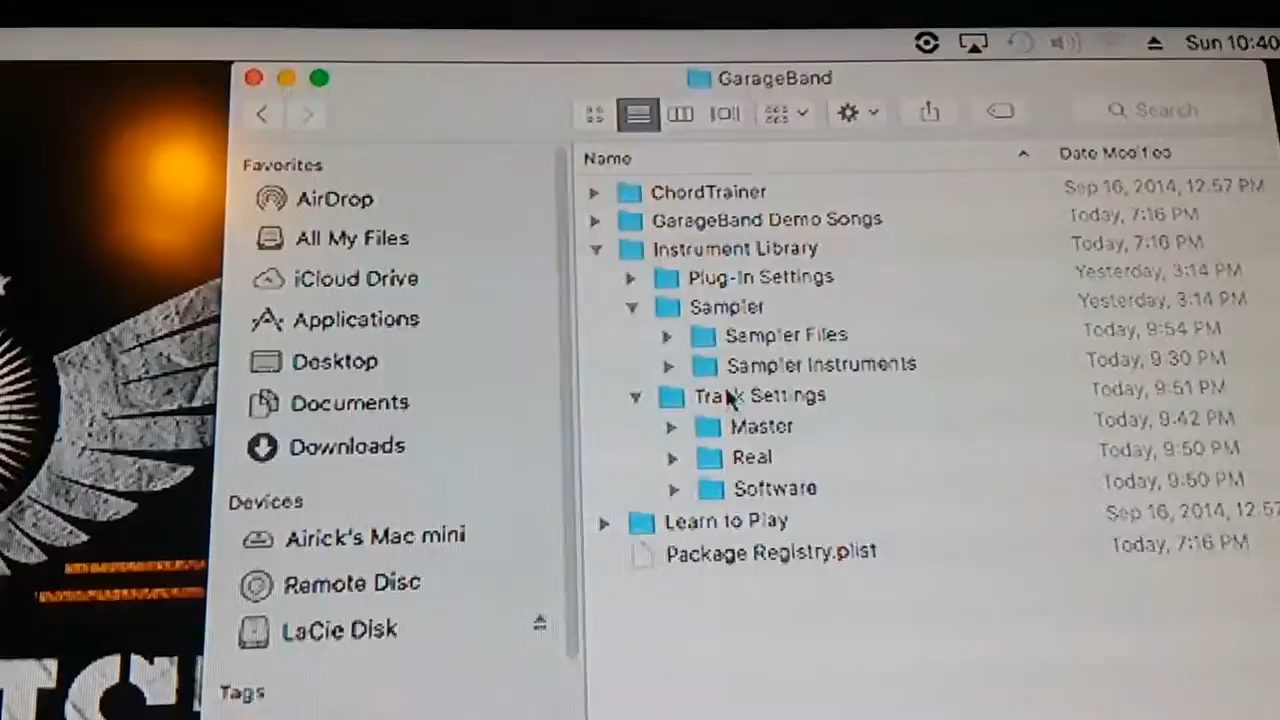 Sun 10:40
GarageBand
Search
Favorites
AirDrop
All My Files
iCloud Drive
Applications
Desktop
Documents
Downloads
Devices
Airick's Mac mini
Remote Disc
LaCie Disk
Tags
Name Date Modified
ChordTrainer Sep 16, 2014, 12:57 PM
GarageBand Demo Songs Today, 7:16 PM
Instrument Library Today, 7:16 PM
Plug-In Settings Yesterday, 3:14 PM
Sampler Yesterday, 3:14 PM
Sampler Files Today, 9:54 PM
Sampler Instruments Today, 9:30 PM
Track Settings Today, 9:51 PM
Master Today, 9:42 PM
Real Today, 9:50 PM
Software Today, 9:50 PM
Learn to Play Sep 16, 2014, 12:57
Package Registry.plist Today, 7:16 PM